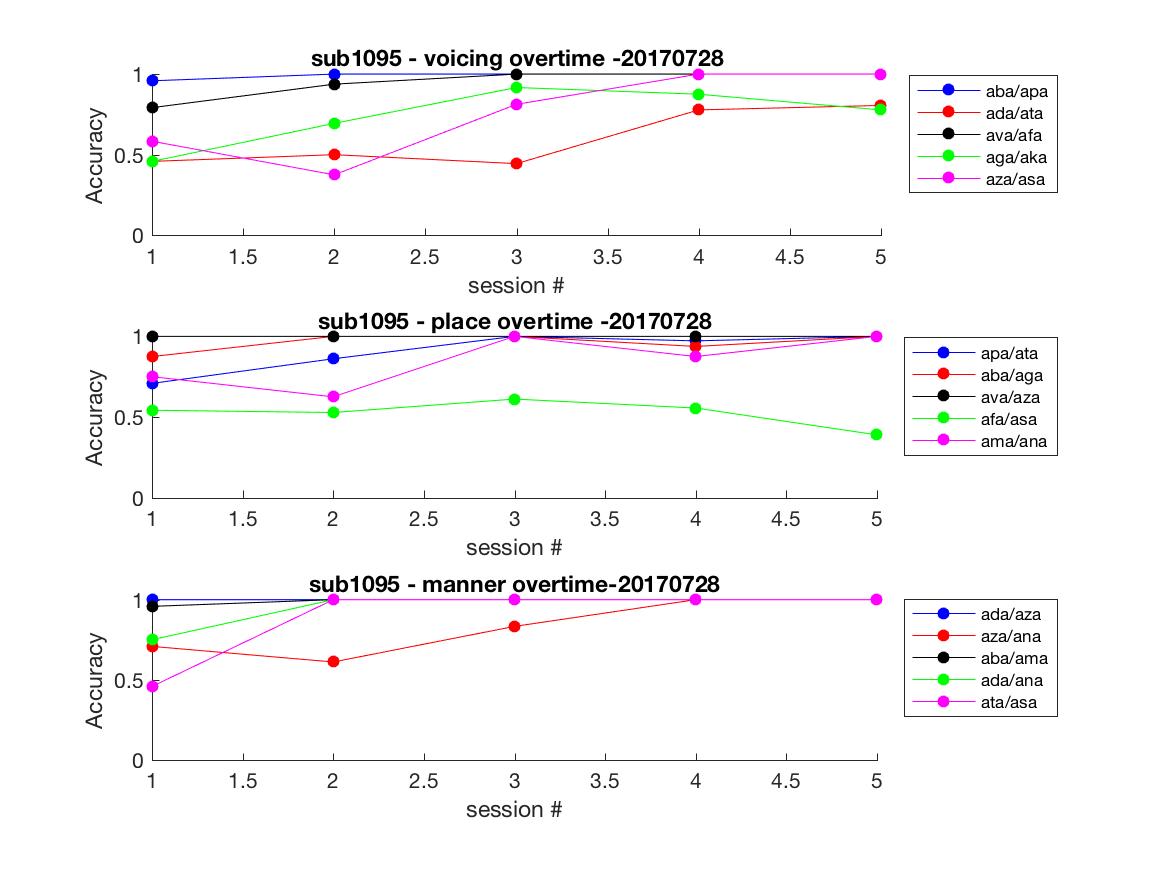 sub1095 - voicing overtime -20170728
1
0.5
0
Accuracy
1 1.5 2 2.5 3 3.5 4 4.5 5
session #
aba/apa
ada/ata
ava/afa
aga/aka
aza/asa
sub1095 - place overtime -20170728
1
0.5
0
Accuracy
1 1.5 2 2.5 3 3.5 4 4.5 5
session #
apa/ata
aba/aga
ava/aza
afa/asa
ama/ana
sub1095 - manner overtime-20170728
1
0.5
0
Accuracy
1 1.5 2 2.5 3 3.5 4 4.5 5
session #
ada/aza
aza/ana
aba/ama
ada/ana
ata/asa